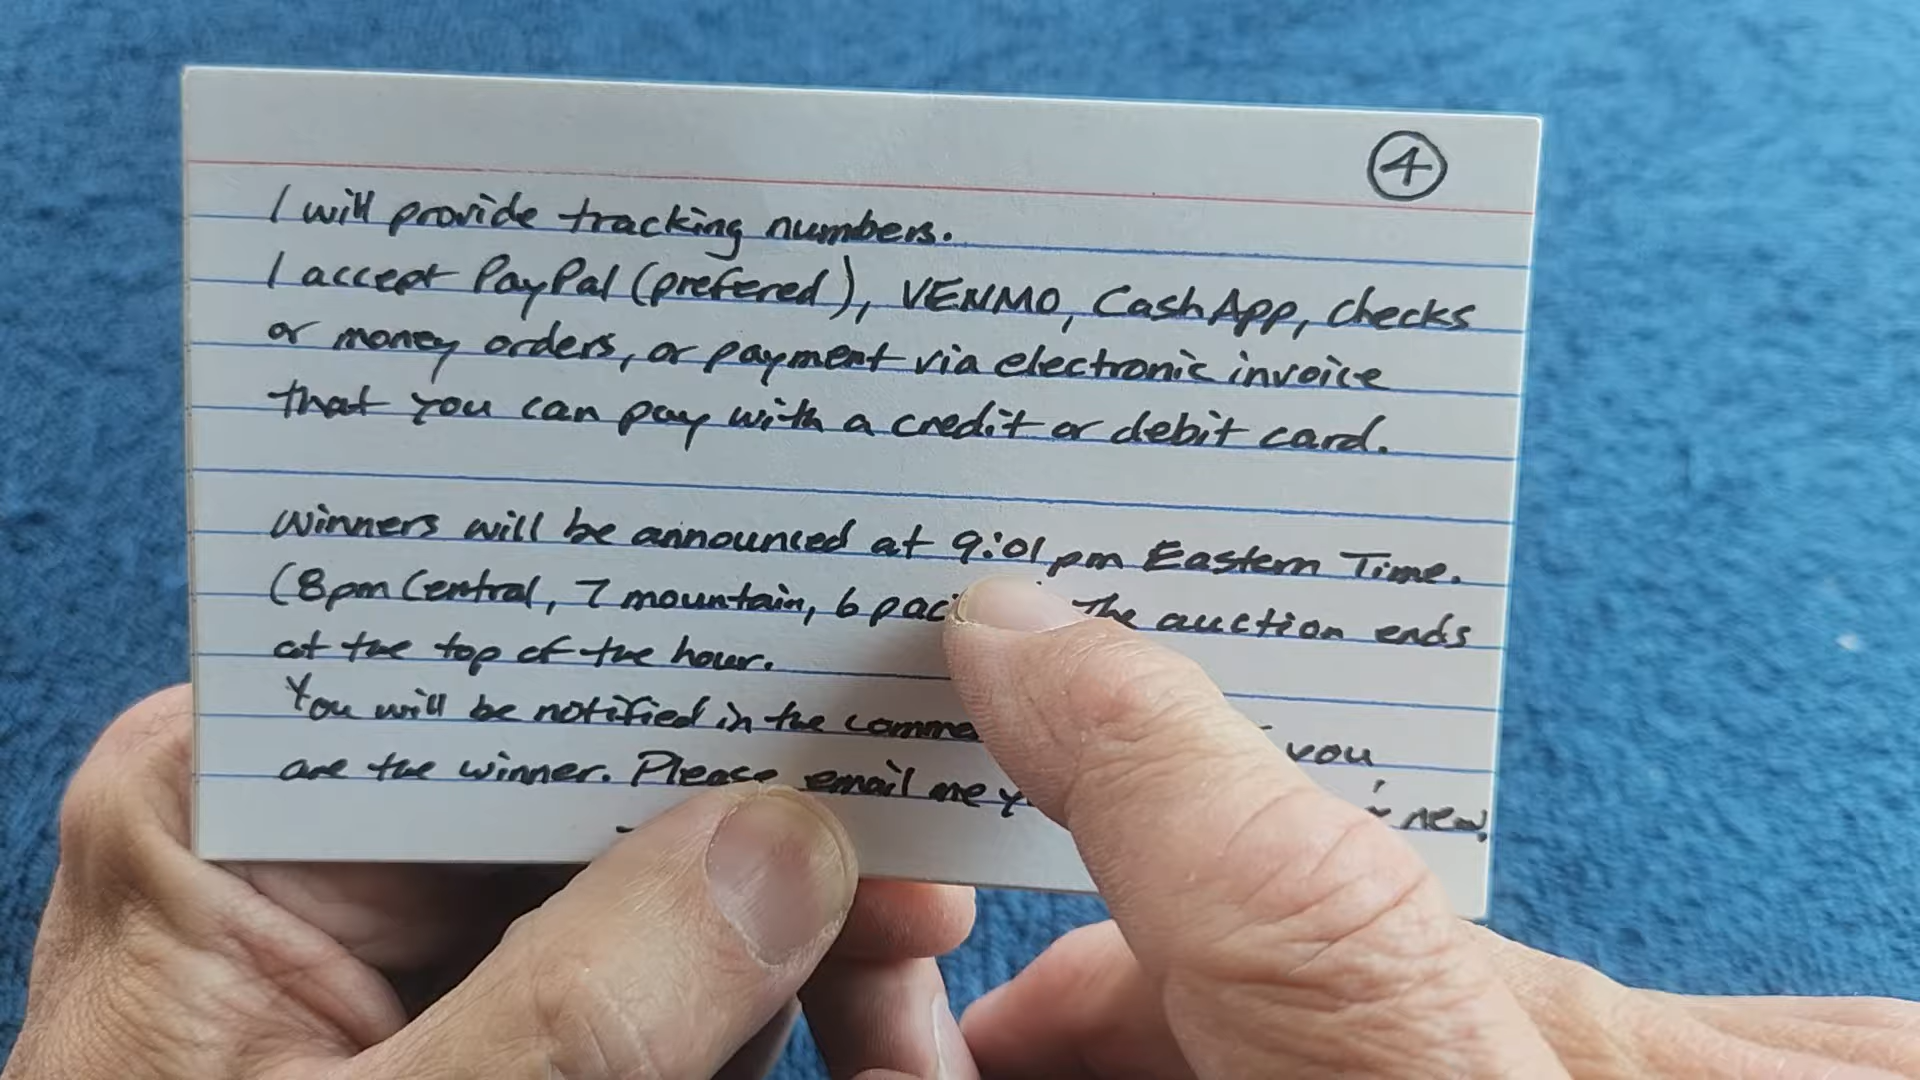 4
I will provide tracking numbers.
I accept PayPal (prefered), VENMO, Cash App, checks
or money orders, or payment via electronic invoice
that you can pay with a credit or debit card.
Winners will be announced at 9:01 pm Eastern Time.
(8pm Central, 7 mountain, 6 The auction ends
at the top of the hour.
You will be notified in the you
are the winner. Please email me new